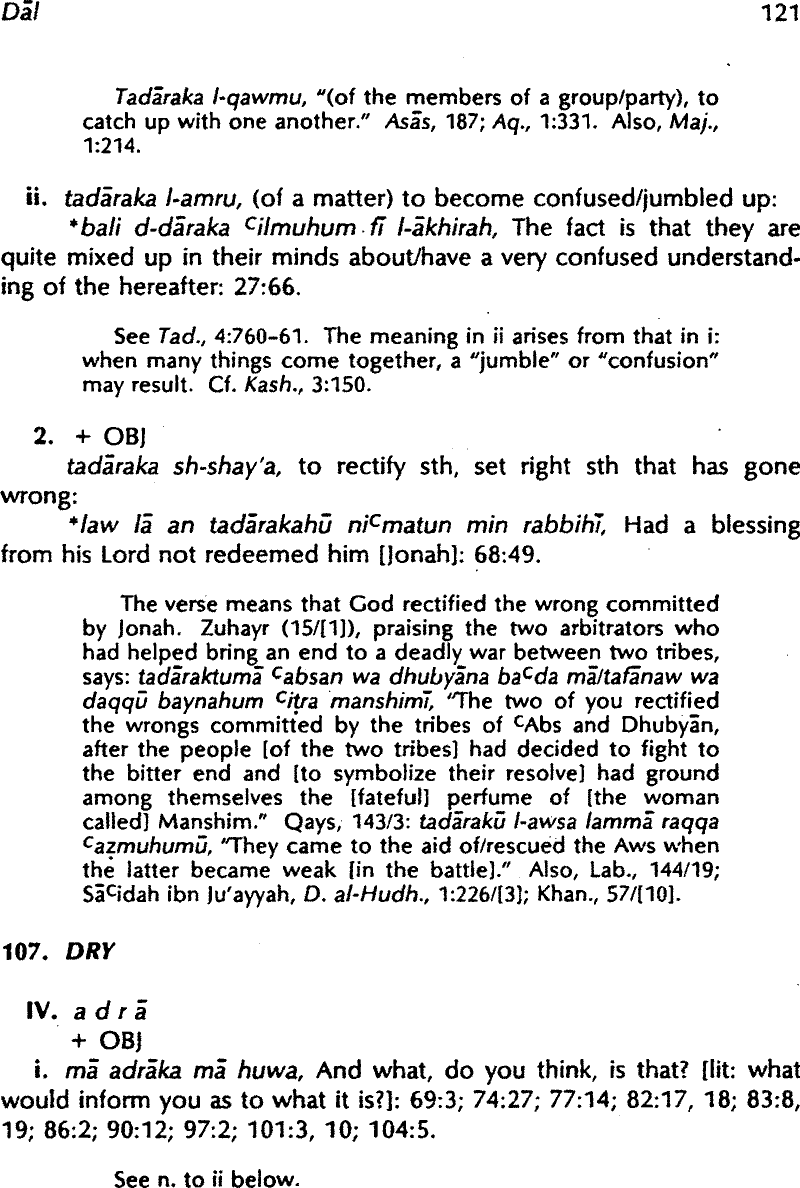 Dāl 121
Tadāraka l-qawmu, "(of the members of a group/party), to
catch up with one another." Asās, 187; Aq., 1:331. Also, Maj.,
1:214.
ii. tadāraka l-amru, (of a matter) to become confused/jumbled up:
*bali d-dāraka ᶜilmuhum fī l-ākhirah, The fact is that they are
quite mixed up in their minds about/have a very confused understand-
ing of the hereafter: 27:66.
See Tad., 4:760–61. The meaning in ii arises from that in i:
when many things come together, a "jumble" or "confusion"
may result. Cf. Kash., 3:150.
2. + OBJ
tadāraka sh-shay'a, to rectify sth, set right sth that has gone
wrong:
*law lā an tadārakahū niᶜmatun min rabbihī, Had a blessing
from his Lord not redeemed him [Jonah]: 68:49.
The verse means that God rectified the wrong committed
by Jonah. Zuhayr (15/[1]), praising the two arbitrators who
had helped bring an end to a deadly war between two tribes,
says: tadāraktumā ᶜabsan wa dhubyāna baᶜda mā/tafānaw wa
daqqū baynahum ᶜiṭra manshimī, "The two of you rectified
the wrongs committed by the tribes of ᶜAbs and Dhubyān,
after the people [of the two tribes] had decided to fight to
the bitter end and [to symbolize their resolve] had ground
among themselves the [fateful] perfume of [the woman
called] Manshim." Qays, 143/3: tadārakū l-awsa lammā raqqa
ᶜaẓmuhumū, "They came to the aid of/rescued the Aws when
the latter became weak [in the battle]." Also, Lab., 144/19;
Sāᶜidah ibn Ju'ayyah, D. al-Hudh., 1:226/[3]; Khan., 57/[10].
107. DRY
IV. a d r ā
+ OBJ
i. mā adrāka mā huwa, And what, do you think, is that? [lit: what
would inform you as to what it is?]: 69:3; 74:27; 77:14; 82:17, 18; 83:8,
19; 86:2; 90:12; 97:2; 101:3, 10; 104:5.
See n. to ii below.